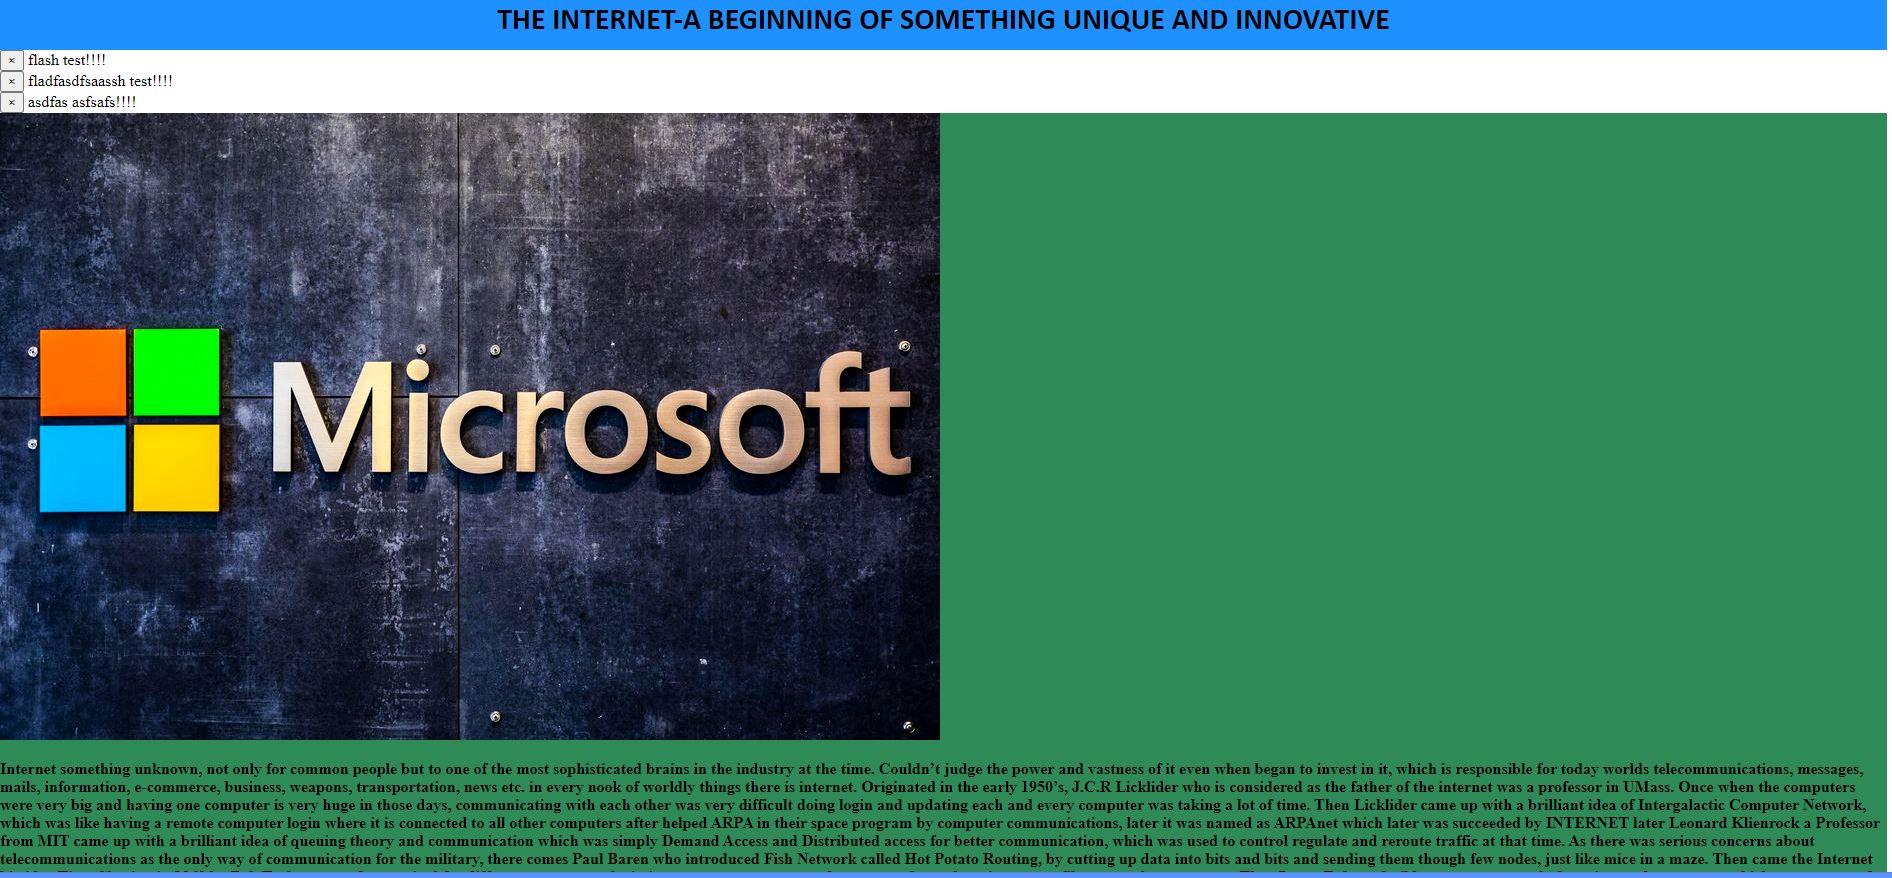 THE INTERNET-A BEGINNING OF SOMETHING UNIQUE AND INNOVATIVE
× flash test!!!!
× fladfasdfsaassh test!!!!
× asdfas asfsafs!!!!
Microsoft
Internet something unknown, not only for common people but to one of the most sophisticated brains in the industry at the time. Couldn’t judge the power and vastness of it even when began to invest in it, which is responsible for today worlds telecommunications, messages,
mails, information, e-commerce, business, weapons, transportation, news etc. in every nook of worldly things there is internet. Originated in the early 1950’s, J.C.R Licklider who is considered as the father of the internet was a professor in UMass. Once when the computers
were very big and having one computer is very huge in those days, communicating with each other was very difficult doing login and updating each and every computer was taking a lot of time. Then Licklider came up with a brilliant idea of Intergalactic Computer Network,
which was like having a remote computer login where it is connected to all other computers after helped ARPA in their space program by computer communications, later it was named as ARPAnet which later was succeeded by INTERNET later Leonard Klienrock a Professor
from MIT came up with a brilliant idea of queuing theory and communication which was simply Demand Access and Distributed access for better communication, which was used to control regulate and reroute traffic at that time. As there was serious concerns about
telecommunications as the only way of communication for the military, there comes Paul Baren who introduced Fish Network called Hot Potato Routing, by cutting up data into bits and bits and sending them though few nodes, just like mice in a maze. Then came the Internet